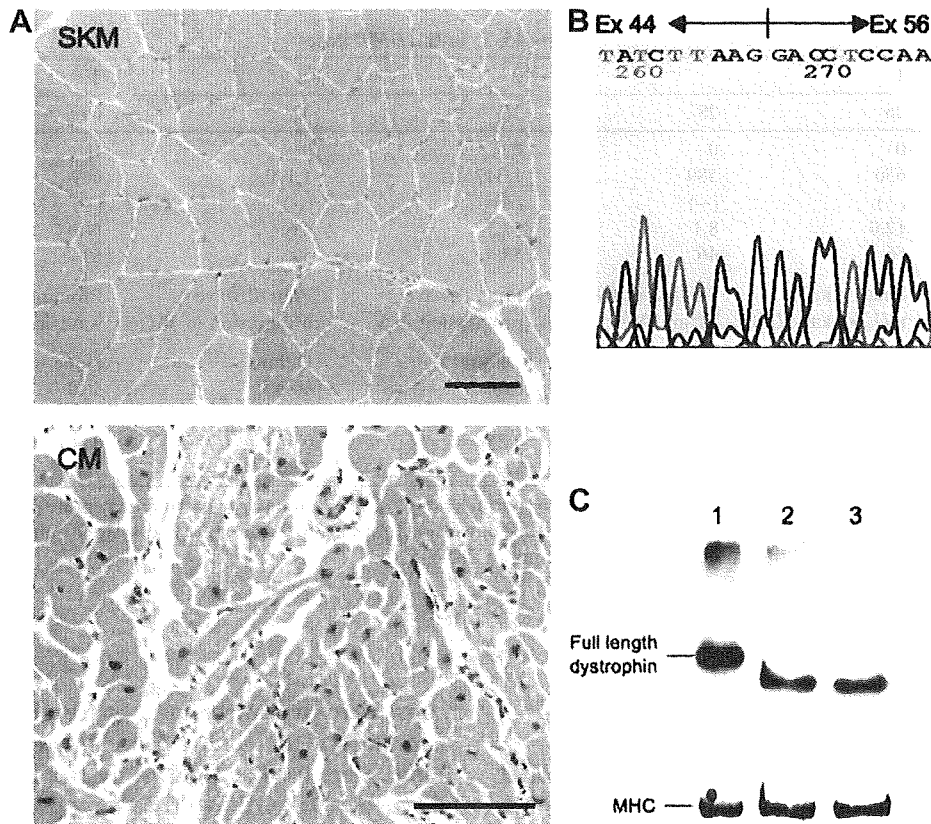 A
SKM
CM
B
Ex 44 Ex 56
TATCTTAAGGACCTCCAA
260 270
C
1 2 3
Full length
dystrophin
MHC